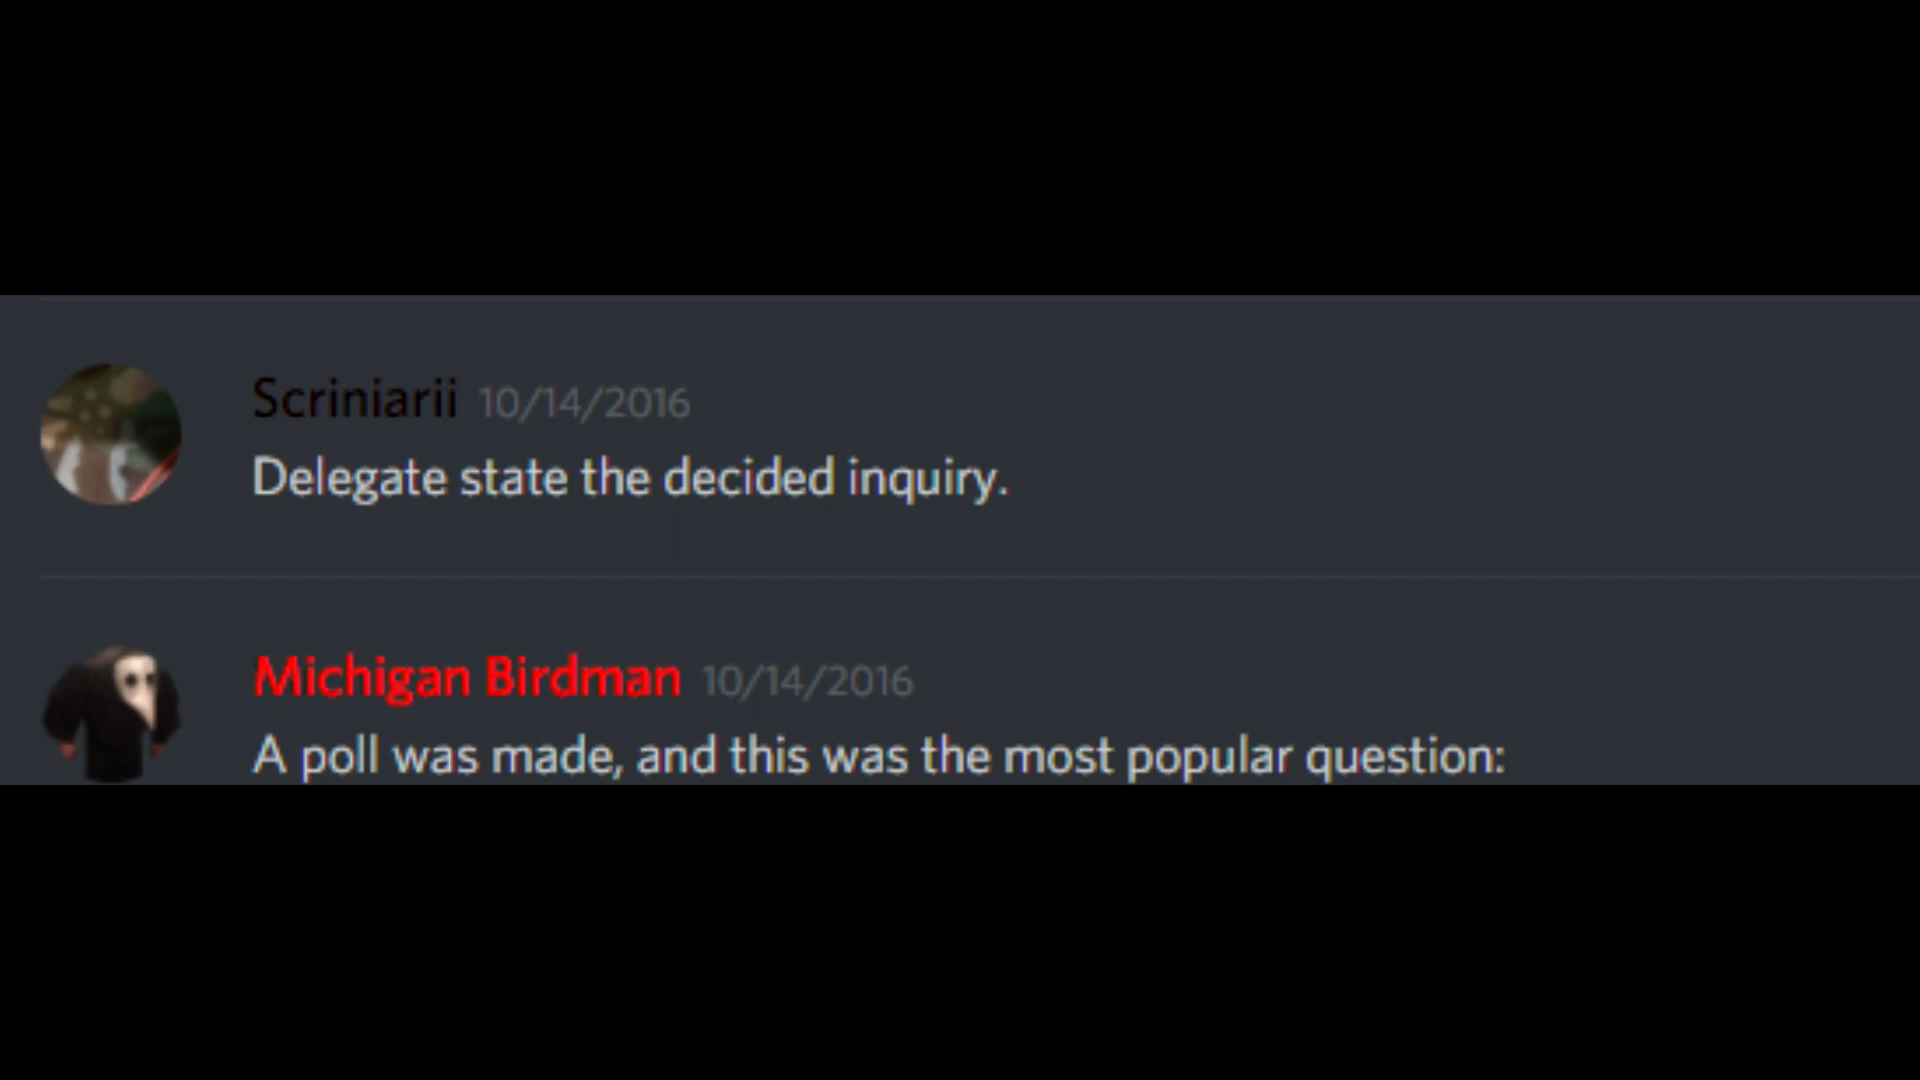 Scriniarii 10/14/2016
Delegate state the decided inquiry.
Michigan Birdman 10/14/2016
A poll was made, and this was the most popular question: